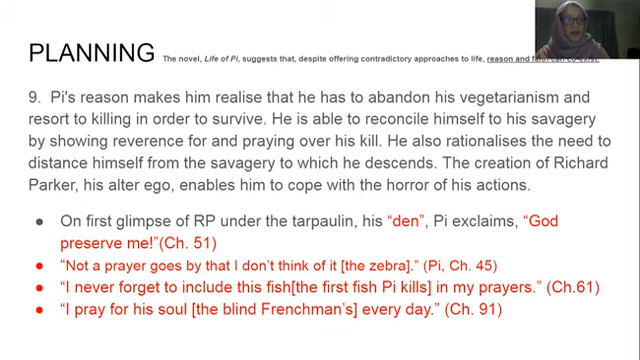 PLANNING The novel, Life of Pi, suggests that, despite offering contradictory approaches to life, reason and faith can co-exist.
9. Pi's reason makes him realise that he has to abandon his vegetarianism and
resort to killing in order to survive. He is able to reconcile himself to his savagery
by showing reverence for and praying over his kill. He also rationalises the need to
distance himself from the savagery to which he descends. The creation of Richard
Parker, his alter ego, enables him to cope with the horror of his actions.
● On first glimpse of RP under the tarpaulin, his “den”, Pi exclaims, “God
preserve me!”(Ch. 51)
● “Not a prayer goes by that I don’t think of it [the zebra].” (Pi, Ch. 45)
● “I never forget to include this fish[the first fish Pi kills] in my prayers.” (Ch.61)
● “I pray for his soul [the blind Frenchman’s] every day.” (Ch. 91)